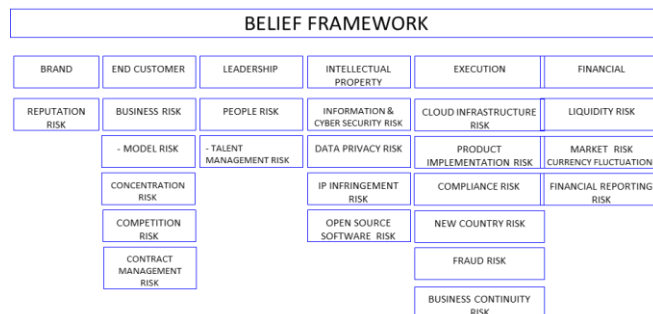 BELIEF FRAMEWORK
BRAND
END CUSTOMER
LEADERSHIP
INTELLECTUAL
PROPERTY
EXECUTION
FINANCIAL
REPUTATION
RISK
BUSINESS RISK
PEOPLE RISK
INFORMATION &
CYBER SECURITY RISK
CLOUD INFRASTRUCTURE
RISK
LIQUIDITY RISK
- MODEL RISK
- TALENT
MANAGEMENT RISK
DATA PRIVACY RISK
PRODUCT
IMPLEMENTATION RISK
MARKET RISK
CURRENCY FLUCTUATION
CONCENTRATION
RISK
IP INFRINGEMENT
RISK
COMPLIANCE RISK
FINANCIAL REPORTING
RISK
COMPETITION
RISK
OPEN SOURCE
SOFTWARE RISK
NEW COUNTRY RISK
CONTRACT
MANAGEMENT
RISK
FRAUD RISK
BUSINESS CONTINUITY
RISK